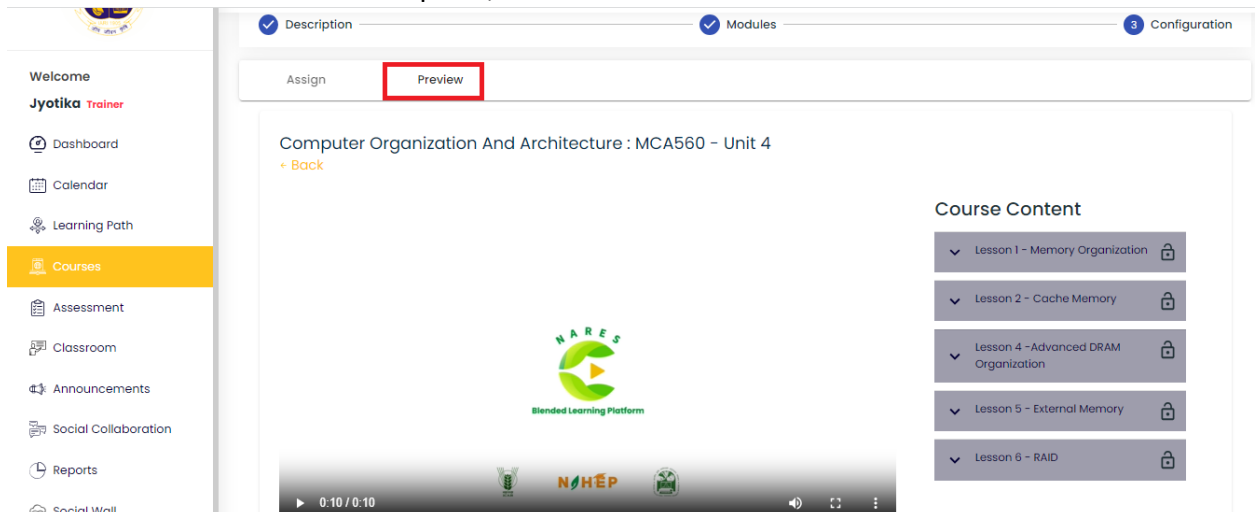 Description
Modules
3 Configuration
Welcome
Jyotika Trainer
Dashboard
Calendar
Learning Path
Courses
Assessment
Classroom
Announcements
Social Collaboration
Reports
Social Wall
Assign Preview
Computer Organization And Architecture : MCA560 - Unit 4
← Back
NARES
Blended Learning Platform
NAHEP
0:10 / 0:10
Course Content
Lesson 1 - Memory Organization
Lesson 2 - Cache Memory
Lesson 4 -Advanced DRAM
Organization
Lesson 5 - External Memory
Lesson 6 - RAID